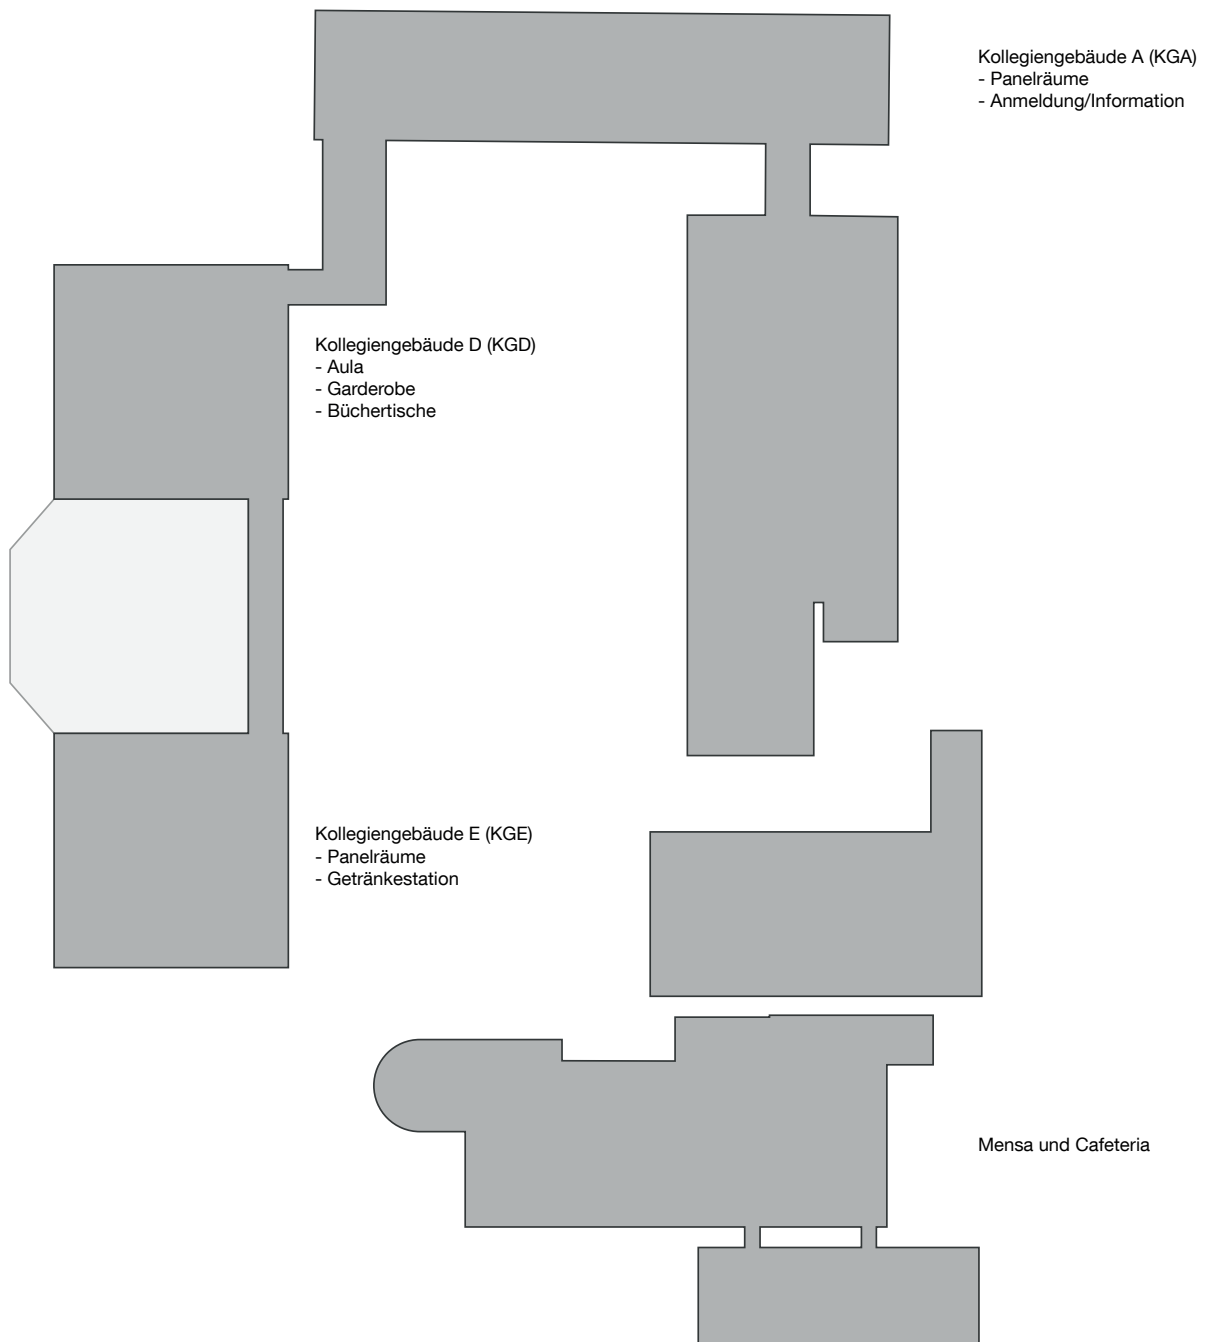 Kollegiengebäude A (KGA)
- Panelräume
- Anmeldung/Information
Kollegiengebäude D (KGD)
- Aula
- Garderobe
- Büchertische
Kollegiengebäude E (KGE)
- Panelräume
- Getränkestation
Mensa und Cafeteria